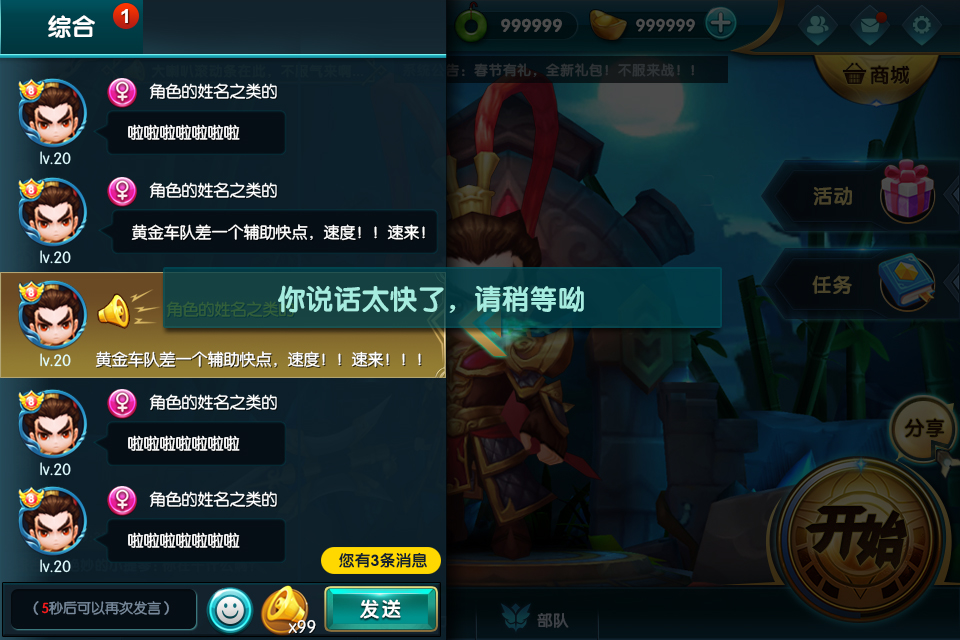 综合
1
999999
999999
告：春节有礼，全新礼包！不服来战！！
商城
8
角色的姓名之类的
啦啦啦啦啦啦啦
lv.20
8
角色的姓名之类的
黄金车队差一个辅助快点，速度！！速来！
lv.20
活动
任务
8
角色的姓名之类的
你说话太快了，请稍等呦
lv.20
黄金车队差一个辅助快点，速度！！速来！！！
8
角色的姓名之类的
啦啦啦啦啦啦啦
lv.20
分享
8
角色的姓名之类的
啦啦啦啦啦啦啦
lv.20
开始
您有3条消息
（5秒后可以再次发言）
x99
发送
部队